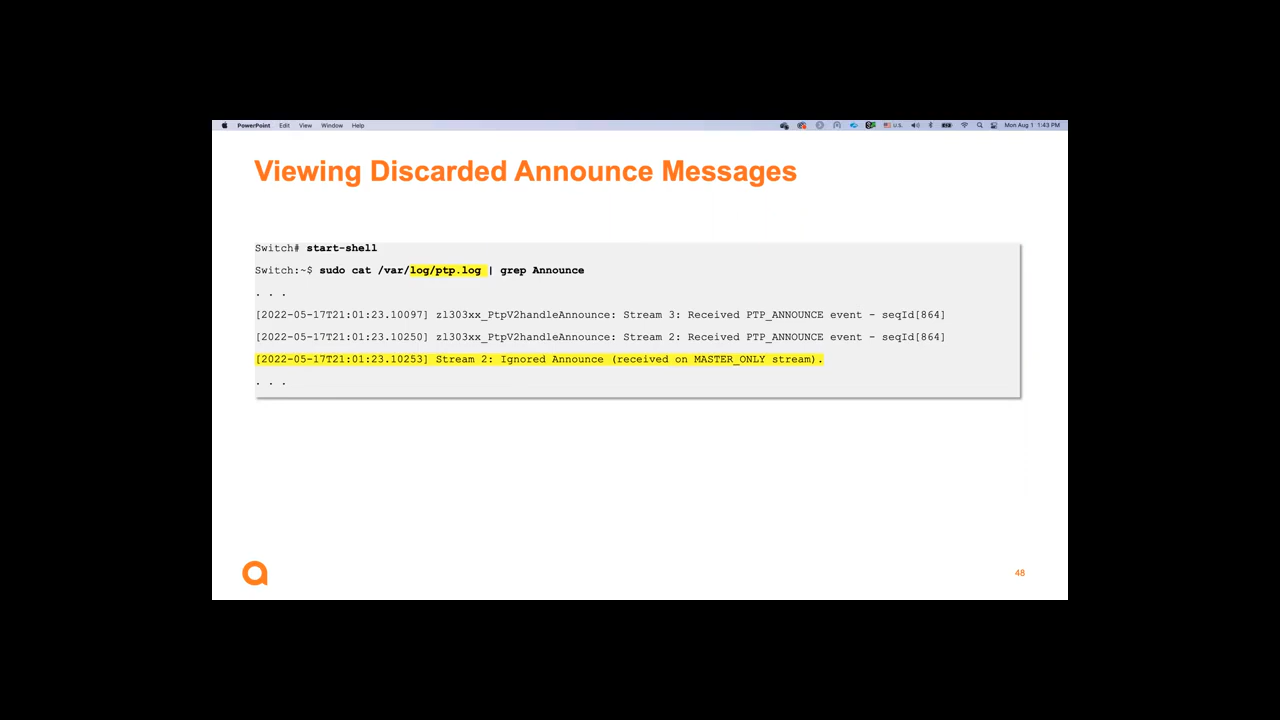 PowerPoint Edit View Window Help
U.S. Mon Aug 1 1:43 PM
Viewing Discarded Announce Messages
Switch# start-shell
Switch:~$ sudo cat /var/log/ptp.log | grep Announce
. . .
[2022-05-17T21:01:23.10097] zl303xx_PtpV2handleAnnounce: Stream 3: Received PTP_ANNOUNCE event - seqId[864]
[2022-05-17T21:01:23.10250] zl303xx_PtpV2handleAnnounce: Stream 2: Received PTP_ANNOUNCE event - seqId[864]
[2022-05-17T21:01:23.10253] Stream 2: Ignored Announce (received on MASTER_ONLY stream).
. . .
48